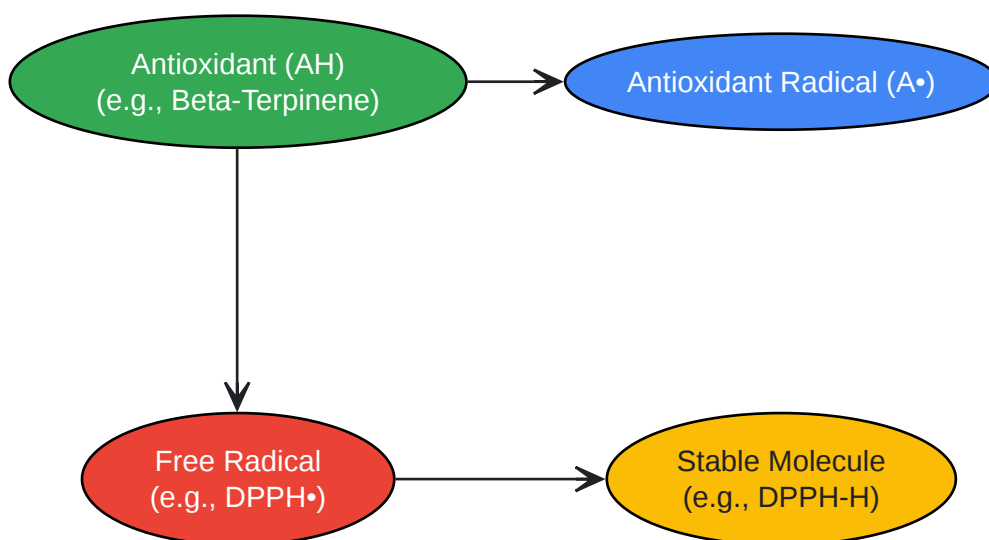 Antioxidant (AH)
(e.g., Beta-Terpinene)
Antioxidant Radical (A•)
Free Radical
(e.g., DPPH•)
Stable Molecule
(e.g., DPPH-H)